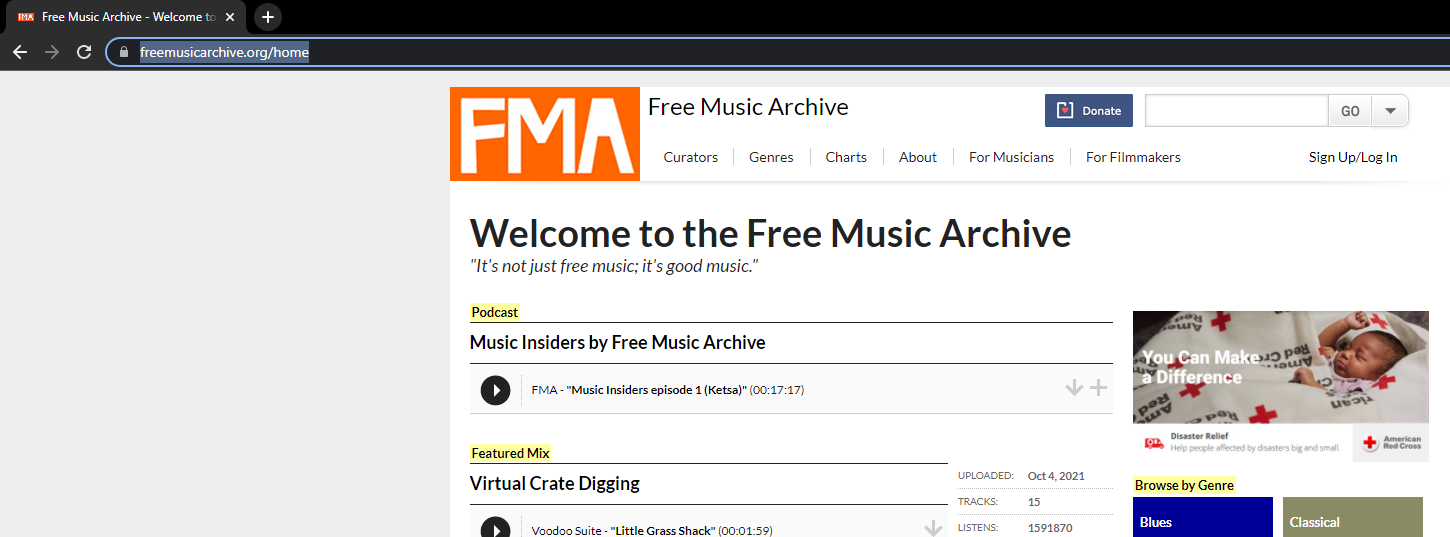 FMA Free Music Archive - Welcome to
freemusicarchive.org/home
FMA
Free Music Archive
Donate
GO
Curators
Genres
Charts
About
For Musicians
For Filmmakers
Sign Up/Log In
Welcome to the Free Music Archive
"It's not just free music; it's good music."
Podcast
Music Insiders by Free Music Archive
FMA - "Music Insiders episode 1 (Ketsa)" (00:17:17)
Featured Mix
Virtual Crate Digging
Voodoo Suite - "Little Grass Shack" (00:01:59)
UPLOADED: Oct 4, 2021
TRACKS: 15
LISTENS: 1591870
You Can Make
a Difference
Disaster Relief
Help people affected by disasters big and small.
American
Red Cross
Browse by Genre
Blues
Classical